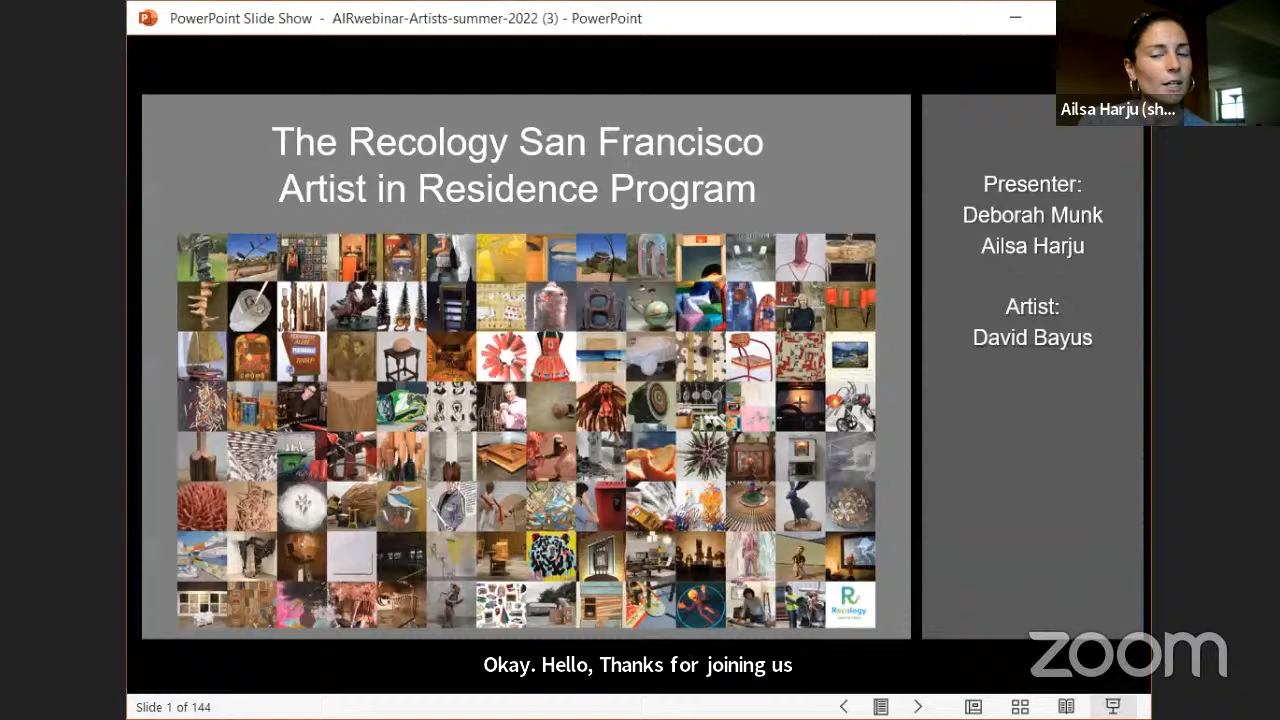 PowerPoint Slide Show - AIRwebinar-Artists-summer-2022 (3) - PowerPoint
Ailsa Harju (sh...
The Recology San Francisco
Artist in Residence Program
Presenter:
Deborah Munk
Ailsa Harju
Artist:
David Bayus
Recology
Okay. Hello, Thanks for joining us
zoom
Slide 1 of 144